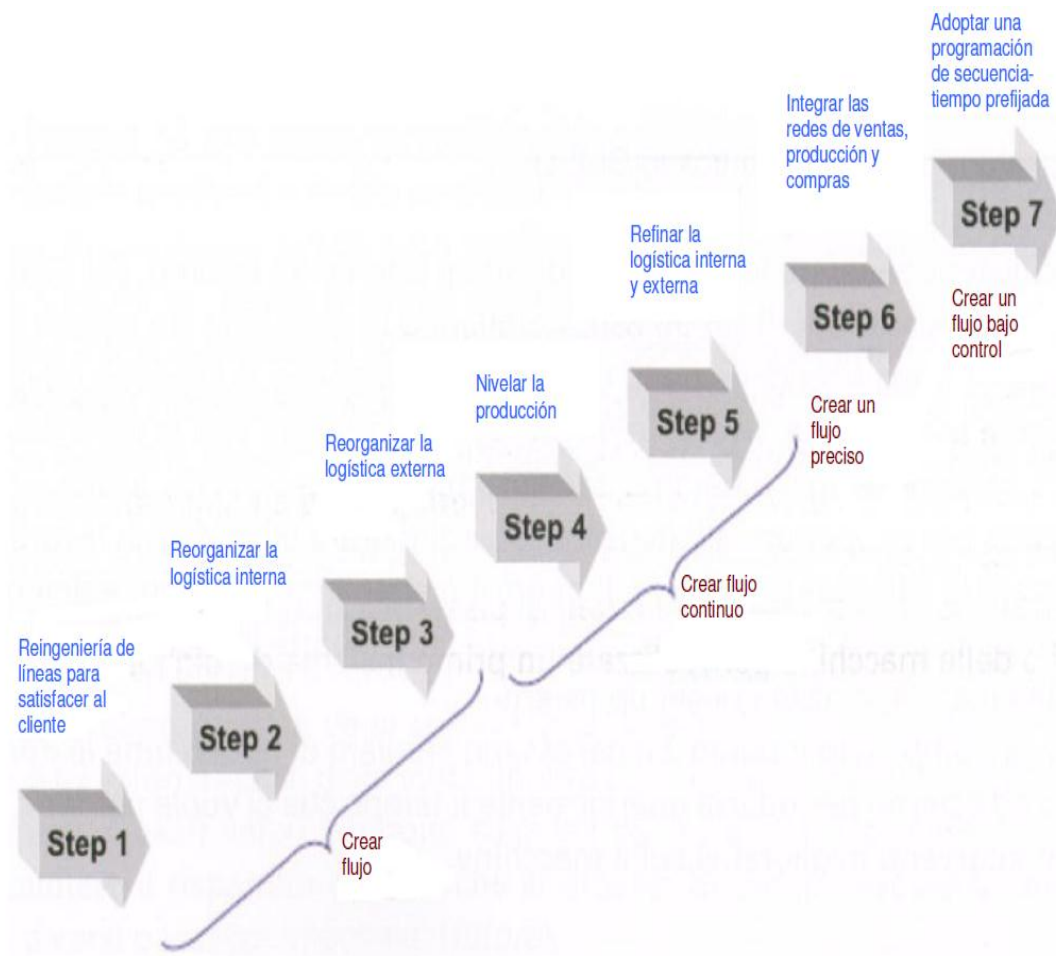 Adoptar una
programación
de secuencia-
tiempo prefijada
Integrar las
redes de ventas,
producción y
compras
Step 7
Refinar la
logística interna
y externa
Step 6
Crear un
flujo bajo
control
Nivelar la
producción
Step 5
Crear un
flujo
preciso
Reorganizar la
logística externa
Step 4
Reorganizar la
logística interna
Step 3
Crear flujo
continuo
Reingeniería de
líneas para
satisfacer al
cliente
Step 2
Step 1
Crear
flujo
delle macchi